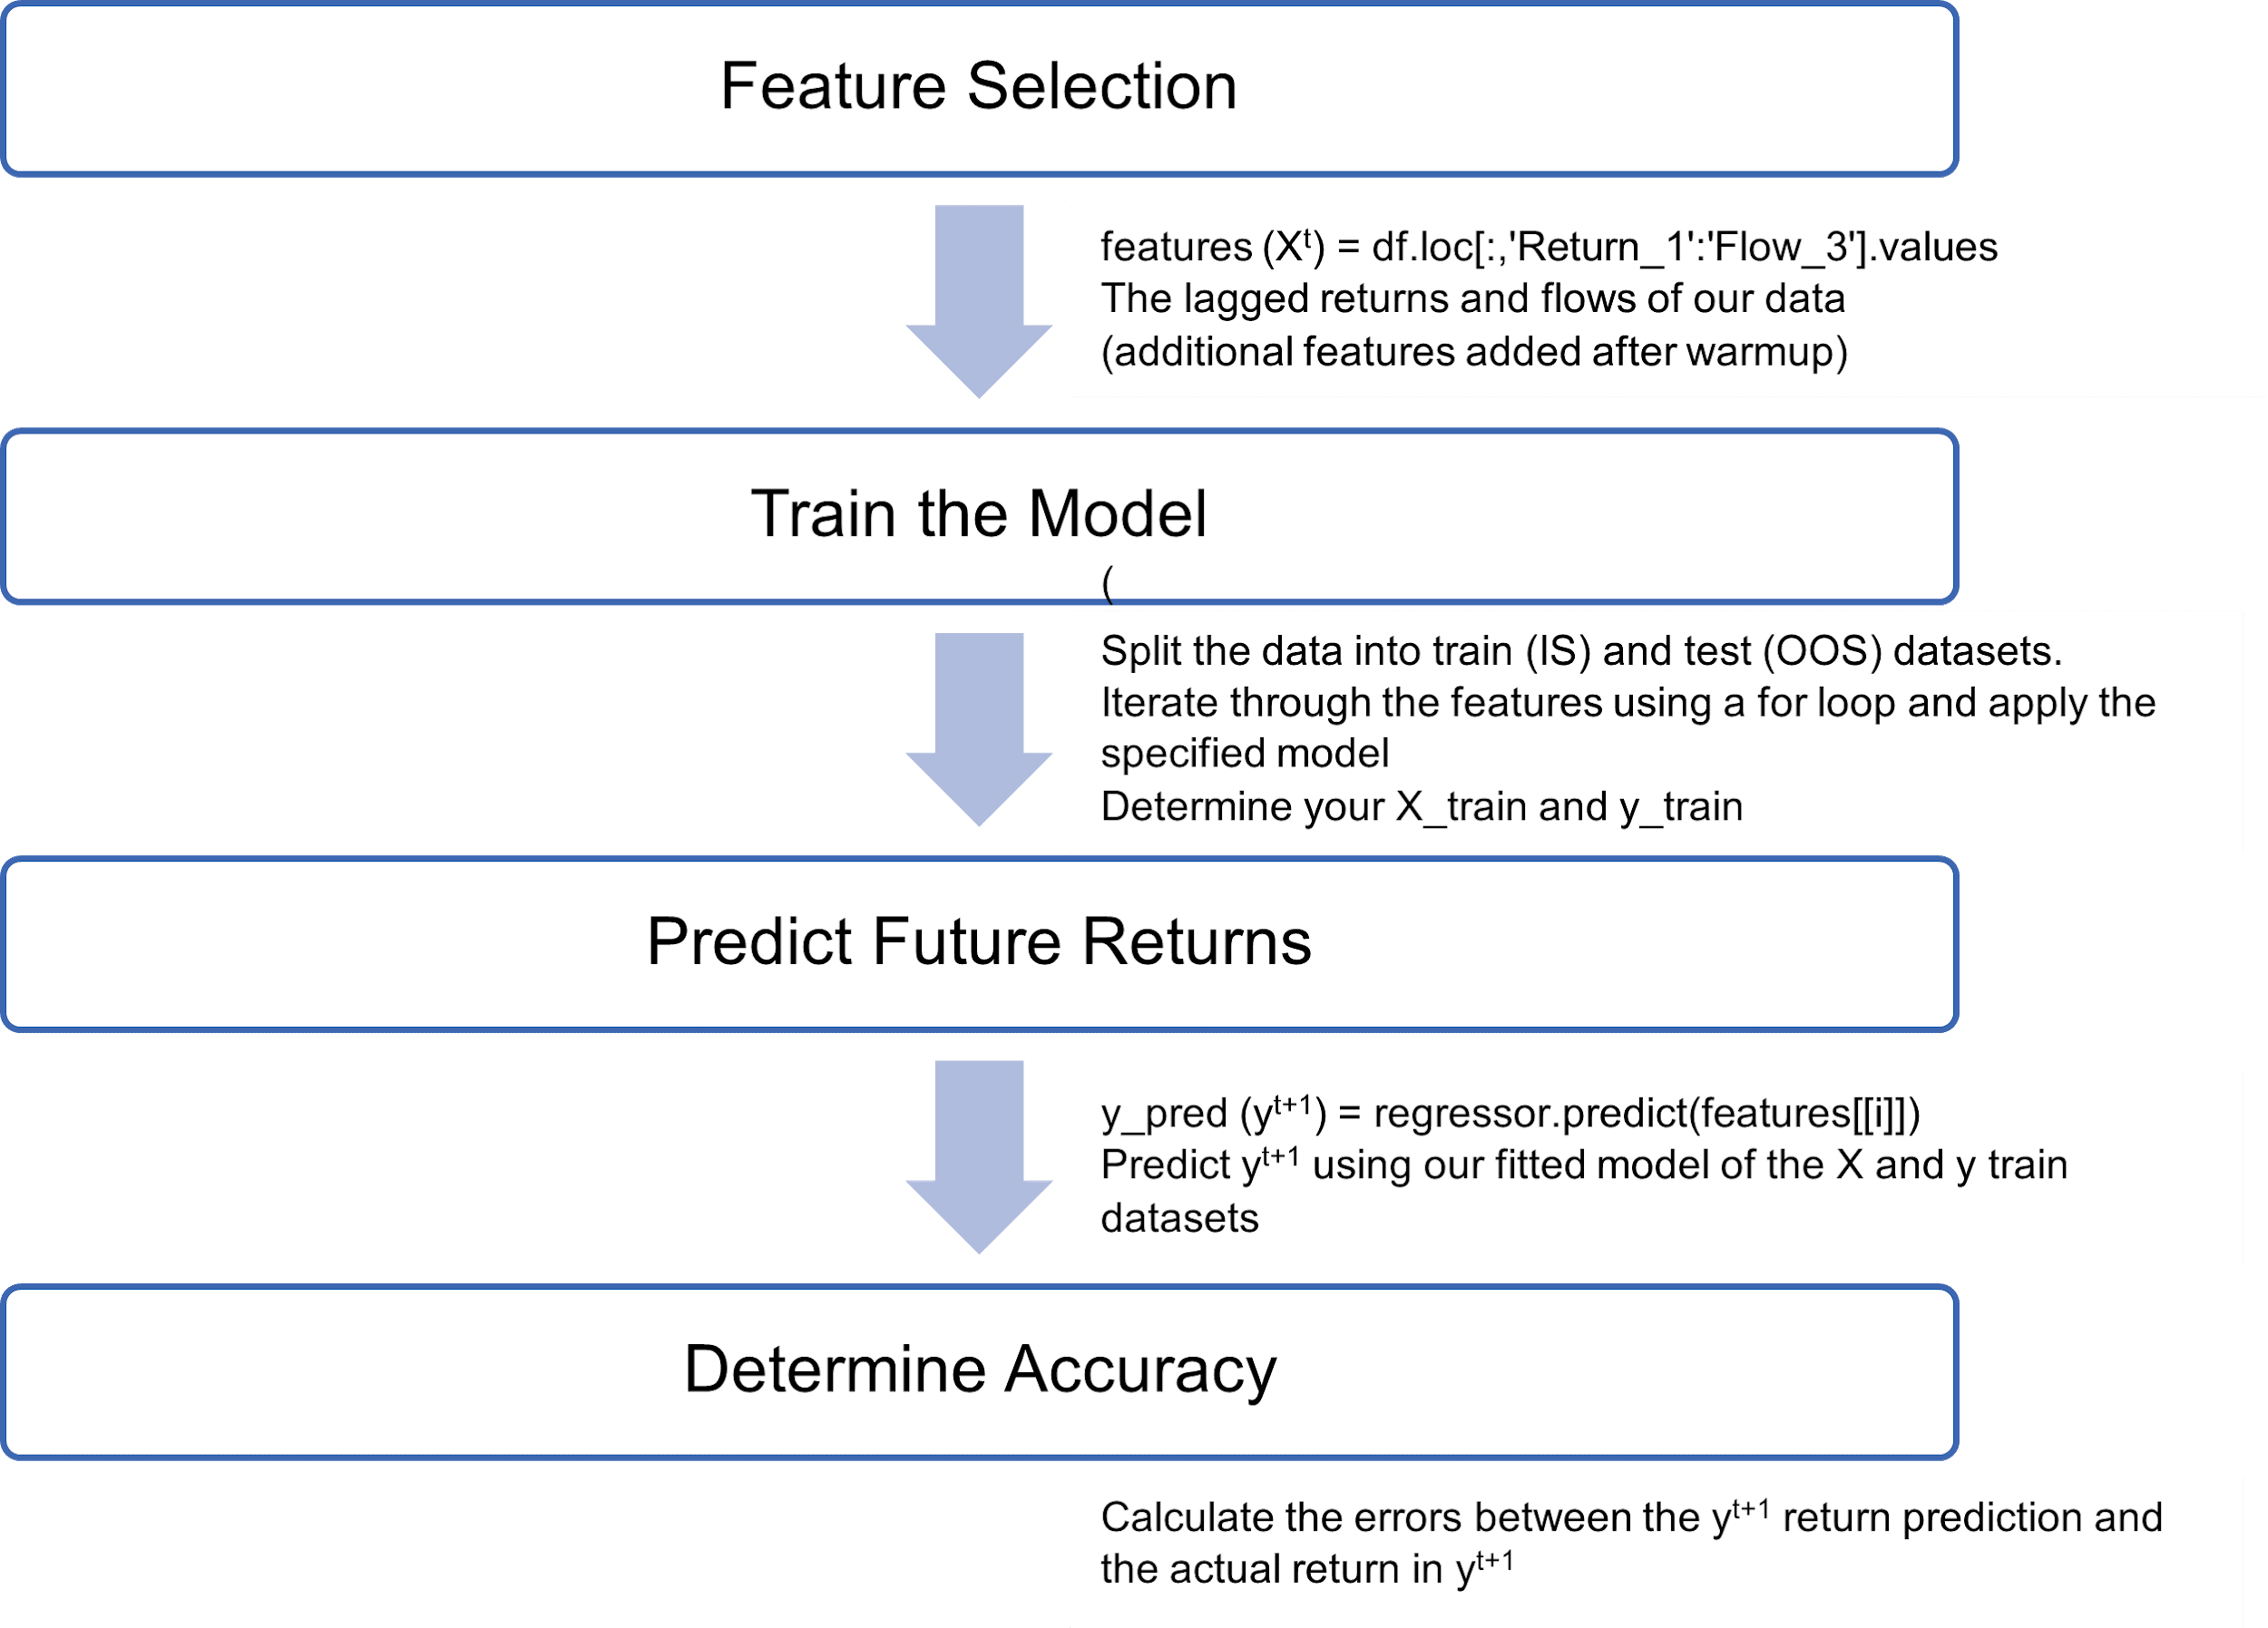 Feature Selection
features (Xᵗ) = df.loc[:,'Return_1':'Flow_3'].values
The lagged returns and flows of our data
(additional features added after warmup)
Train the Model
(
Split the data into train (IS) and test (OOS) datasets.
Iterate through the features using a for loop and apply the
specified model
Determine your X_train and y_train
Predict Future Returns
y_pred (yᵗ⁺¹) = regressor.predict(features[[i]])
Predict yᵗ⁺¹ using our fitted model of the X and y train
datasets
Determine Accuracy
Calculate the errors between the yᵗ⁺¹ return prediction and
the actual return in yᵗ⁺¹